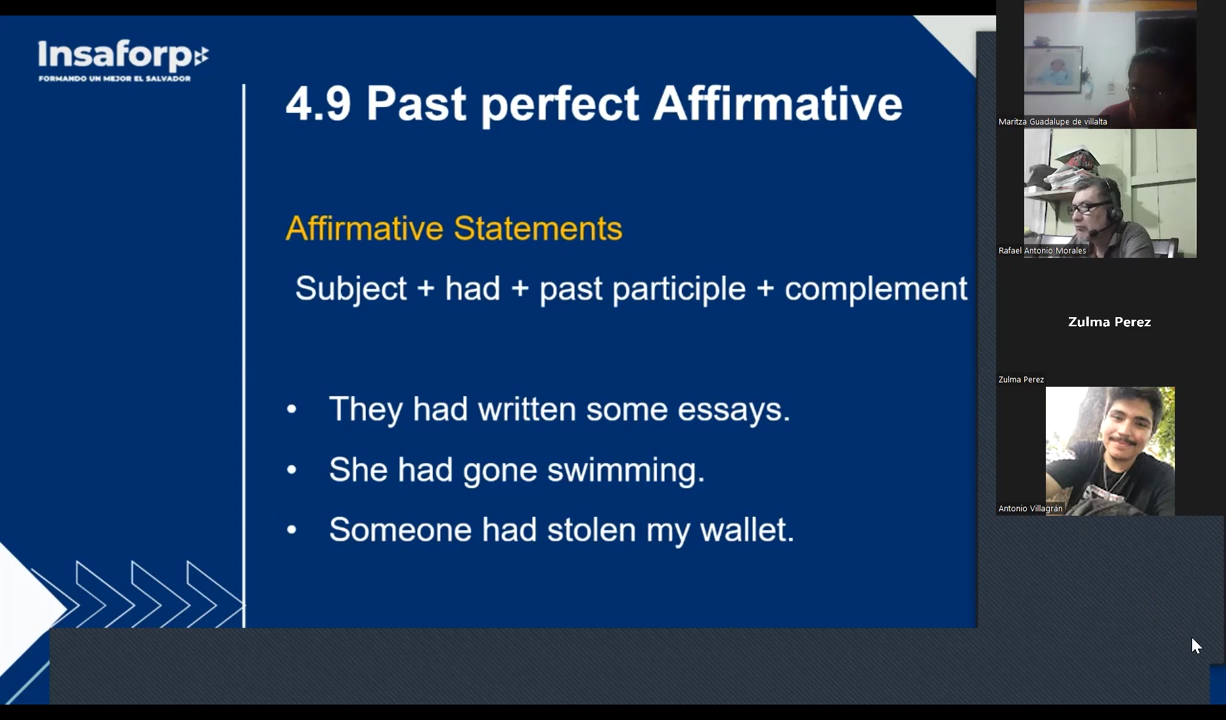 Insaforp
FORMANDO UN MEJOR EL SALVADOR
4.9 Past perfect Affirmative
Affirmative Statements
Subject + had + past participle + complement
• They had written some essays.
• She had gone swimming.
• Someone had stolen my wallet.
Maritza Guadalupe de villalta
Rafael Antonio Morales
Zulma Perez
Zulma Perez
Antonio Villagrán